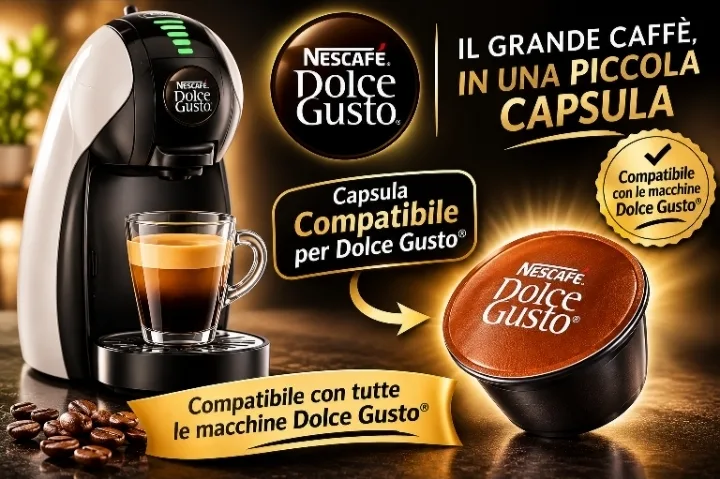 NESCAFÉ
Dolce
Gusto®
NESCAFÉ
Dolce
Gusto®
IL GRANDE CAFFÈ,
IN UNA PICCOLA
CAPSULA
Compatibile
con le macchine
Dolce Gusto®
Capsula
Compatibile
per Dolce Gusto®
NESCAFÉ
Dolce
Gusto®
Compatibile con tutte
le macchine Dolce Gusto®